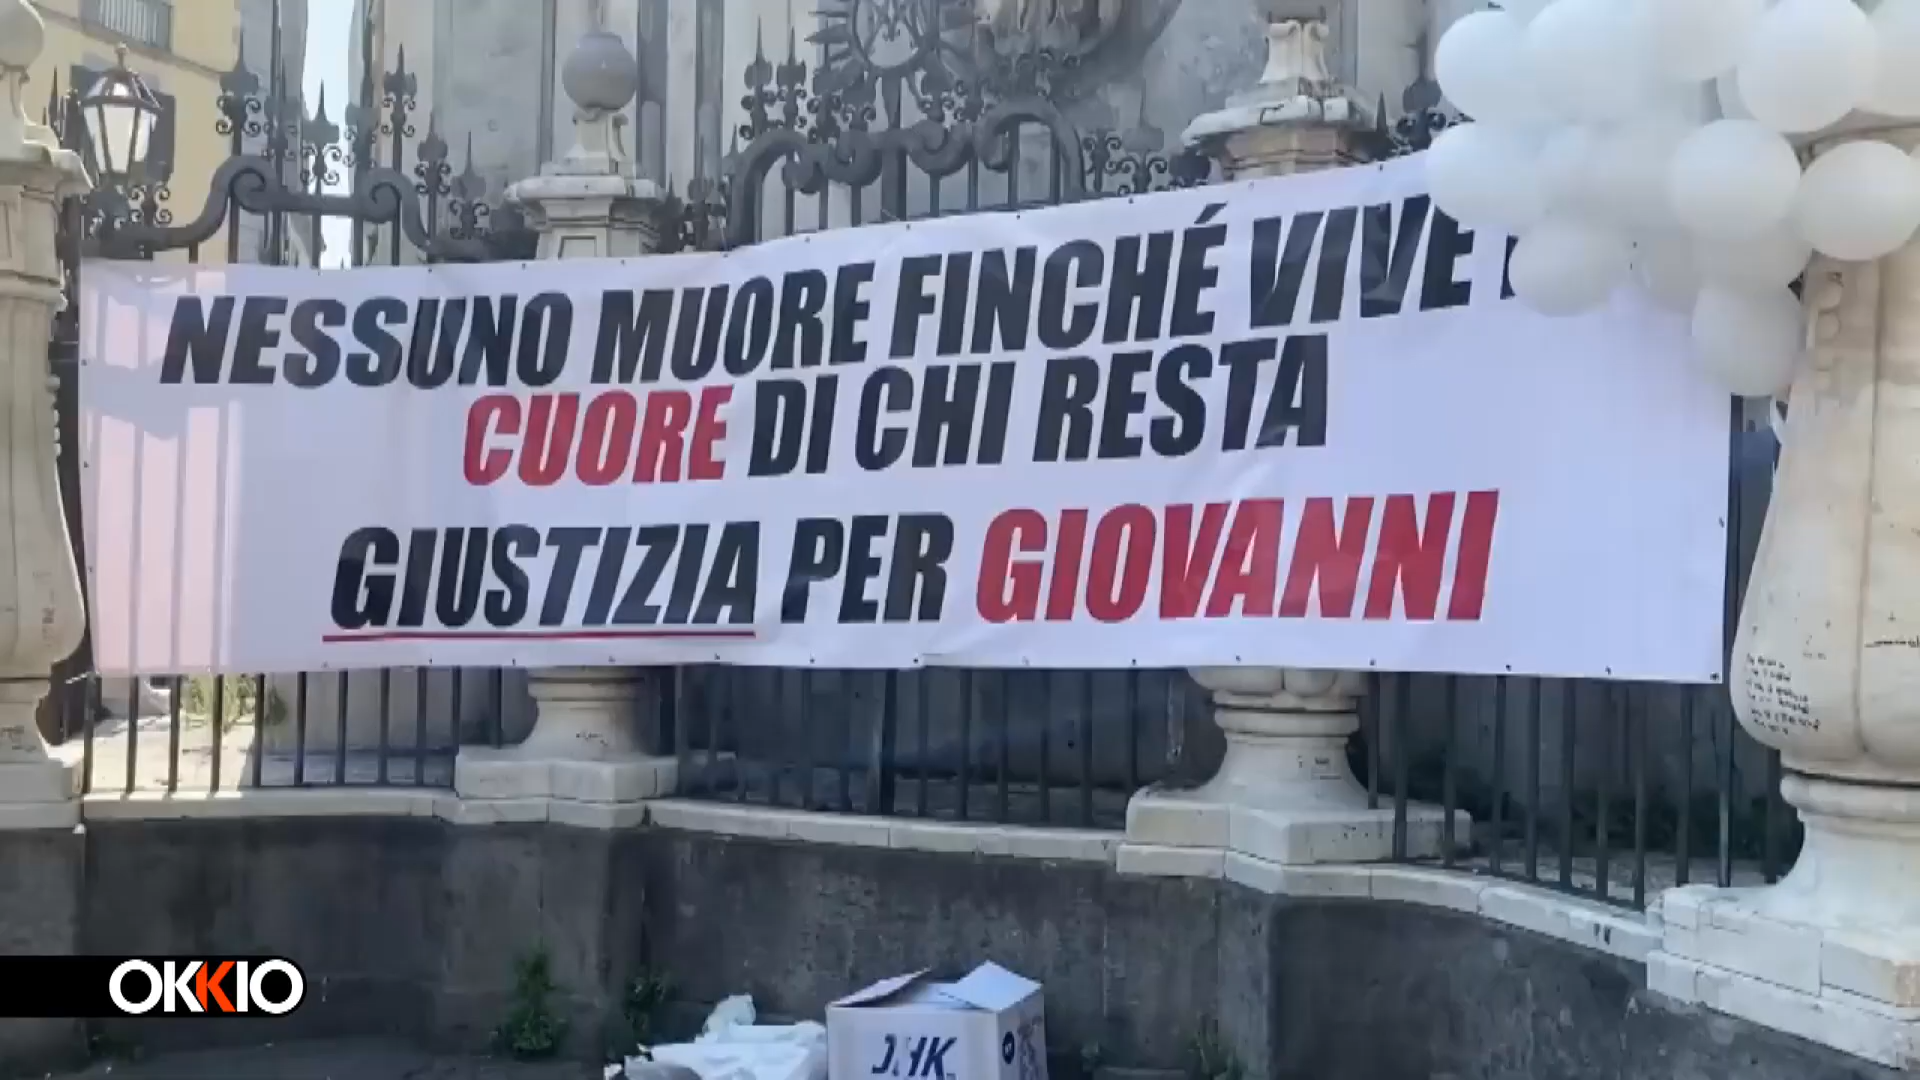 NESSUNO MUORE FINCHÉ VIVE
CUORE DI CHI RESTA
GIUSTIZIA PER GIOVANNI
OKKIO